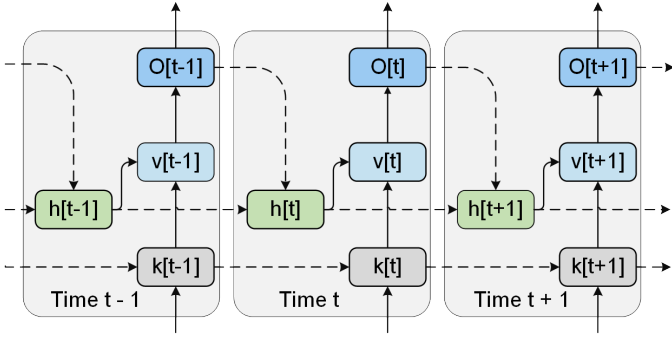 O[t-1]
O[t]
O[t+1]
v[t-1]
v[t]
v[t+1]
h[t-1]
h[t]
h[t+1]
k[t-1]
k[t]
k[t+1]
Time t - 1
Time t
Time t + 1